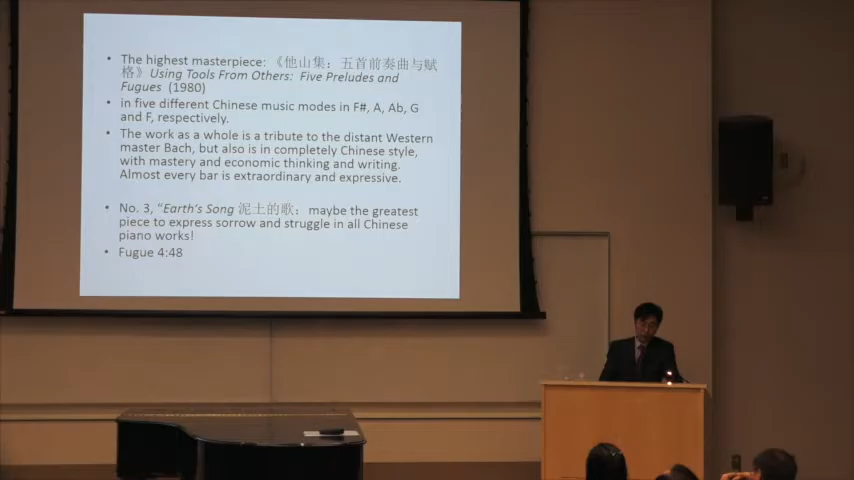 • The highest masterpiece: 《他山集：五首前奏曲与赋
格》Using Tools From Others: Five Preludes and
Fugues (1980)
• in five different Chinese music modes in F#, A, Ab, G
and F, respectively.
• The work as a whole is a tribute to the distant Western
master Bach, but also is in completely Chinese style,
with mastery and economic thinking and writing.
Almost every bar is extraordinary and expressive.
• No. 3, “Earth‘s Song 泥土的歌：maybe the greatest
piece to express sorrow and struggle in all Chinese
piano works!
• Fugue 4:48